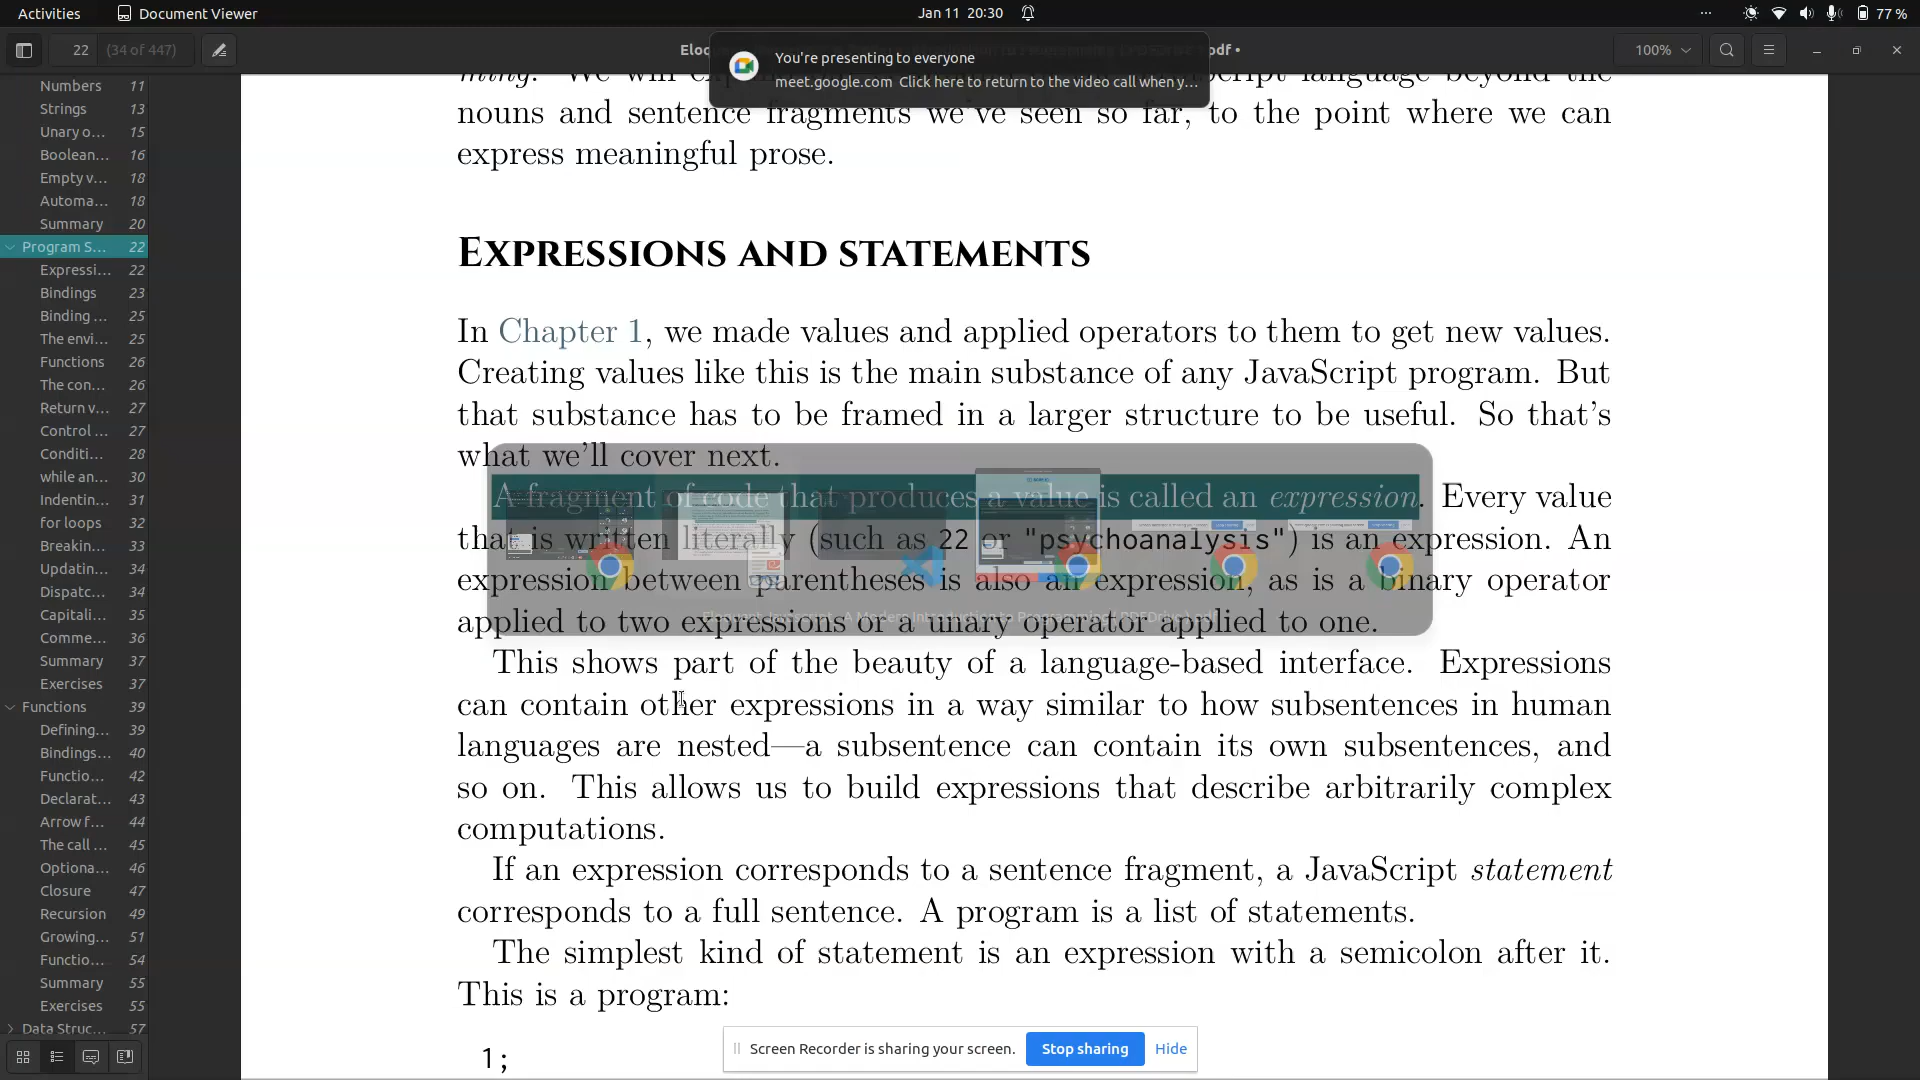 Activities
Document Viewer
Jan 11 20:30
77 %
22
(34 of 447)
100%
You're presenting to everyone
meet.google.com Click here to return to the video call when y...
Numbers 11
Strings 13
Unary o... 15
Boolean... 16
Empty v... 18
Automa... 18
Summary 20
Program S... 22
Expressi... 22
Bindings 23
Binding ... 25
The envi... 25
Functions 26
The con... 26
Return v... 27
Control ... 27
Conditi... 28
while an... 30
Indentin... 31
for loops 32
Breakin... 33
Updatin... 34
Dispatc... 34
Capitali... 35
Comme... 36
Summary 37
Exercises 37
Functions 39
Defining... 39
Bindings... 40
Functio... 42
Declarat... 43
Arrow f... 44
The call ... 45
Optiona... 46
Closure 47
Recursion 49
Growing... 51
Functio... 54
Summary 55
Exercises 55
Data Struc... 57
nouns and sentence fragments we've seen so far, to the point where we can
express meaningful prose.
Expressions and statements
In Chapter 1, we made values and applied operators to them to get new values.
Creating values like this is the main substance of any JavaScript program. But
that substance has to be framed in a larger structure to be useful. So that's
what we'll cover next.
A fragment of code that produces a value is called an expression. Every value
that is written literally (such as 22 or "psychoanalysis") is an expression. An
expression between parentheses is also an expression, as is a binary operator
applied to two expressions or a unary operator applied to one.
This shows part of the beauty of a language-based interface. Expressions
can contain other expressions in a way similar to how subsentences in human
languages are nested—a subsentence can contain its own subsentences, and
so on. This allows us to build expressions that describe arbitrarily complex
computations.
If an expression corresponds to a sentence fragment, a JavaScript statement
corresponds to a full sentence. A program is a list of statements.
The simplest kind of statement is an expression with a semicolon after it.
This is a program:
1;
Screen Recorder is sharing your screen.
Stop sharing
Hide